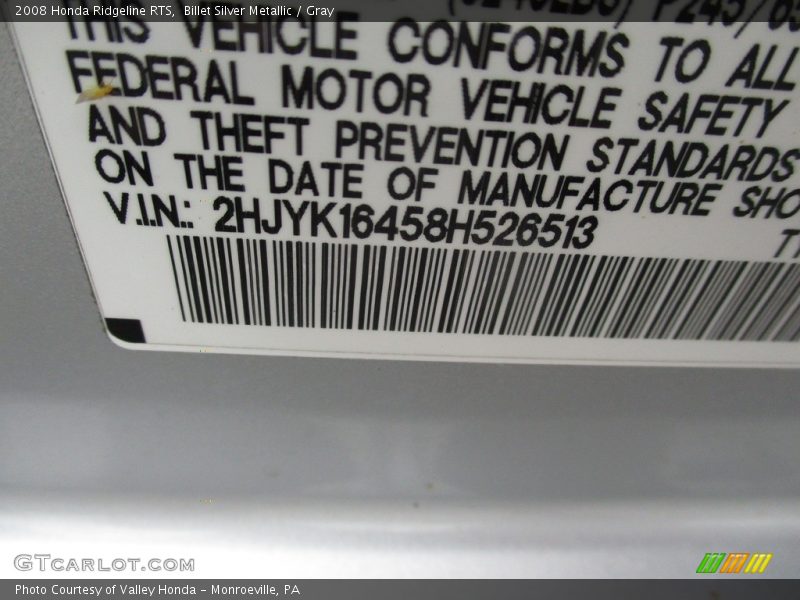 2008 Honda Ridgeline RTS, Billet Silver Metallic / Gray
THIS VEHICLE CONFORMS TO ALL
FEDERAL MOTOR VEHICLE SAFETY
AND THEFT PREVENTION STANDARDS
ON THE DATE OF MANUFACTURE SHO
V.I.N.: 2HJYK16458H526513
GTCARLOT.COM
Photo Courtesy of Valley Honda - Monroeville, PA